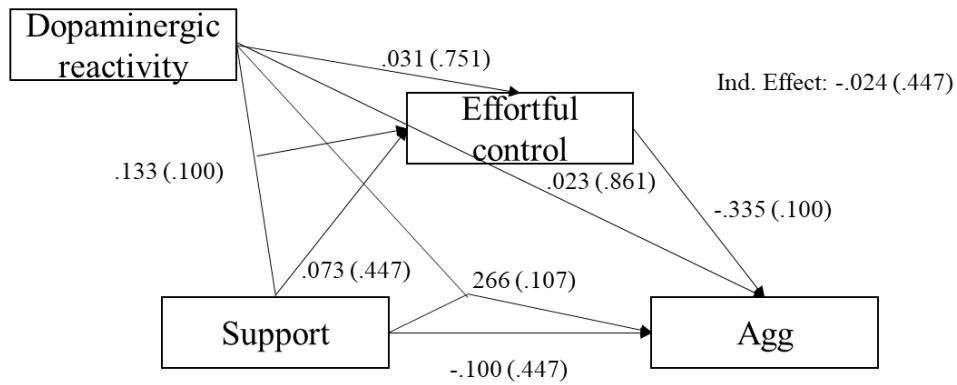 Dopaminergic
reactivity
.031 (.751)
Ind. Effect: -.024 (.447)
Effortful
control
.133 (.100)
.023 (.861)
-.335 (.100)
.073 (.447)
266 (.107)
Support
Agg
-.100 (.447)